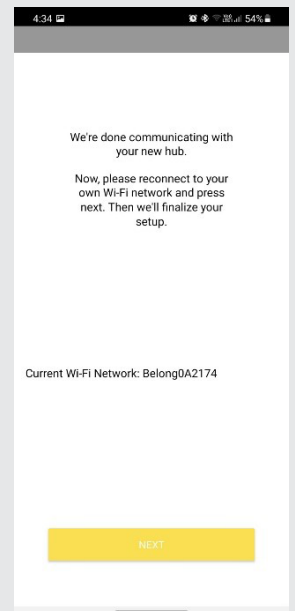 4:34 54%
We're done communicating with
your new hub.
Now, please reconnect to your
own Wi-Fi network and press
next. Then we'll finalize your
setup.
Current Wi-Fi Network: Belong0A2174
NEXT